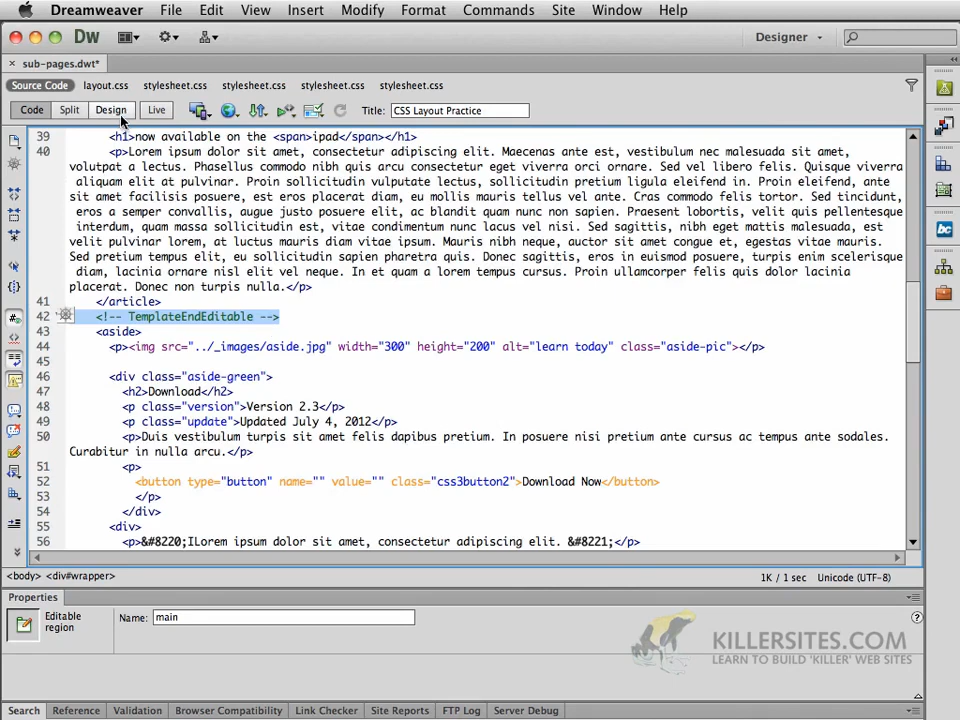 Dreamweaver File Edit View Insert Modify Format Commands Site Window Help
Dw Designer
× sub-pages.dwt*
Source Code layout.css stylesheet.css stylesheet.css stylesheet.css stylesheet.css
Code Split Design Live Title: CSS Layout Practice
39 <h1>now available on the <span>ipad</span></h1>
40 <p>Lorem ipsum dolor sit amet, consectetur adipiscing elit. Maecenas ante est, vestibulum nec malesuada sit amet,
volutpat a lectus. Phasellus commodo nibh quis arcu consectetur eget viverra orci ornare. Sed vel libero felis. Quisque viverra
aliquam elit at pulvinar. Proin sollicitudin vulputate lectus, sollicitudin pretium ligula eleifend in. Proin eleifend, ante
sit amet facilisis posuere, est eros placerat diam, eu mollis mauris tellus vel ante. Cras commodo felis tortor. Sed tincidunt,
eros a semper convallis, augue justo posuere elit, ac blandit quam nunc non sapien. Praesent lobortis, velit quis pellentesque
interdum, quam massa sollicitudin est, vitae condimentum nunc lacus vel nisi. Sed sagittis, nibh eget mattis malesuada, est
velit pulvinar lorem, at luctus mauris diam vitae ipsum. Mauris nibh neque, auctor sit amet congue et, egestas vitae mauris.
Sed pretium tempus elit, eu sollicitudin sapien pharetra quis. Donec sagittis, eros in euismod posuere, turpis enim scelerisque
diam, lacinia ornare nisl elit vel neque. In et quam a lorem tempus cursus. Proin ullamcorper felis quis dolor lacinia
placerat. Donec non turpis nulla.</p>
41 </article>
42 <!-- TemplateEndEditable -->
43 <aside>
44 <p><img src="../_images/aside.jpg" width="300" height="200" alt="learn today" class="aside-pic"></p>
45
46 <div class="aside-green">
47 <h2>Download</h2>
48 <p class="version">Version 2.3</p>
49 <p class="update">Updated July 4, 2012</p>
50 <p>Duis vestibulum turpis sit amet felis dapibus pretium. In posuere nisi pretium ante cursus ac tempus ante sodales.
Curabitur in nulla arcu.</p>
51 <p>
52 <button type="button" name="" value="" class="css3button2">Download Now</button>
53 </p>
54 </div>
55 <div>
56 <p>&#8220;ILorem ipsum dolor sit amet, consectetur adipiscing elit. &#8221;</p>
<body> <div#wrapper> 1K / 1 sec Unicode (UTF-8)
Properties
Editable
region
Name: main
bc
KILLERSITES.COM
LEARN TO BUILD 'KILLER' WEB SITES
Search Reference Validation Browser Compatibility Link Checker Site Reports FTP Log Server Debug